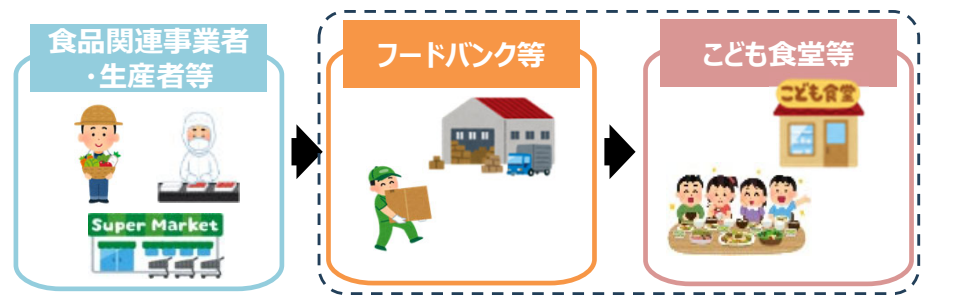 食品関連事業者
・生産者等
フードバンク等
こども食堂等
こども食堂
Super Market